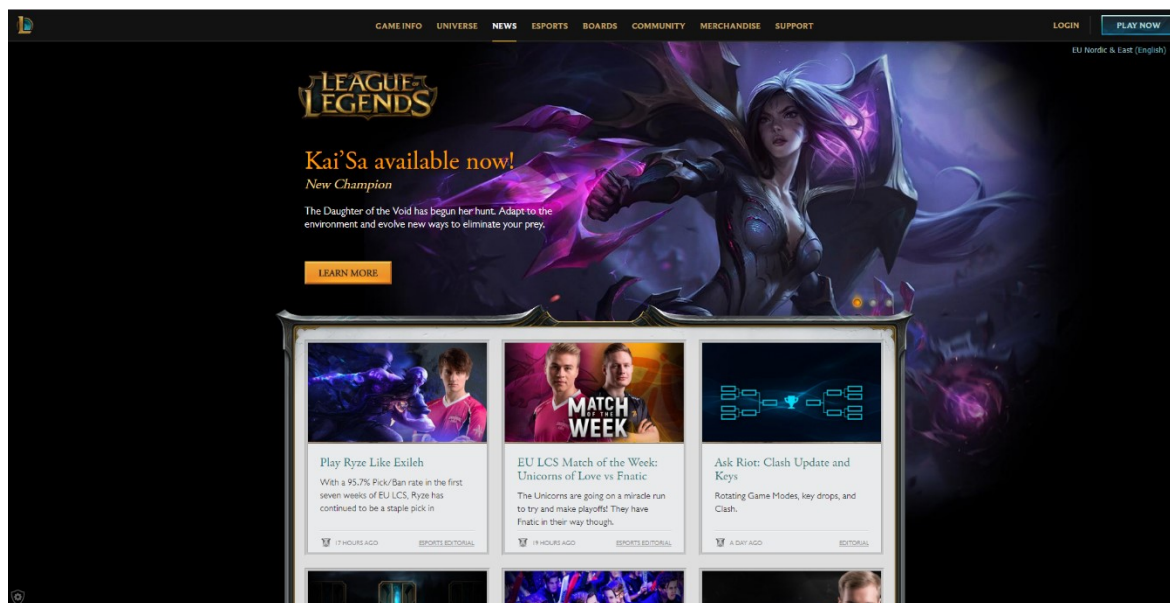 GAME INFO UNIVERSE NEWS ESPORTS BOARDS COMMUNITY MERCHANDISE SUPPORT
LOGIN PLAY NOW
EU Nordic & East (English)
LEAGUE OF
LEGENDS
Kai'Sa available now!
New Champion
The Daughter of the Void has begun her hunt. Adapt to the
environment and evolve new ways to eliminate your prey.
LEARN MORE
Play Ryze Like Exileh
With a 95.7% Pick/Ban rate in the first
seven weeks of EU LCS, Ryze has
continued to be a staple pick in
17 HOURS AGO ESPORTS EDITORIAL
MATCH
OF THE
WEEK
EU LCS Match of the Week:
Unicorns of Love vs Fnatic
The Unicorns are going on a miracle run
to try and make playoffs! They have
Fnatic in their way though.
19 HOURS AGO ESPORTS EDITORIAL
Ask Riot: Clash Update and
Keys
Rotating Game Modes, key drops, and
Clash.
A DAY AGO EDITORIAL